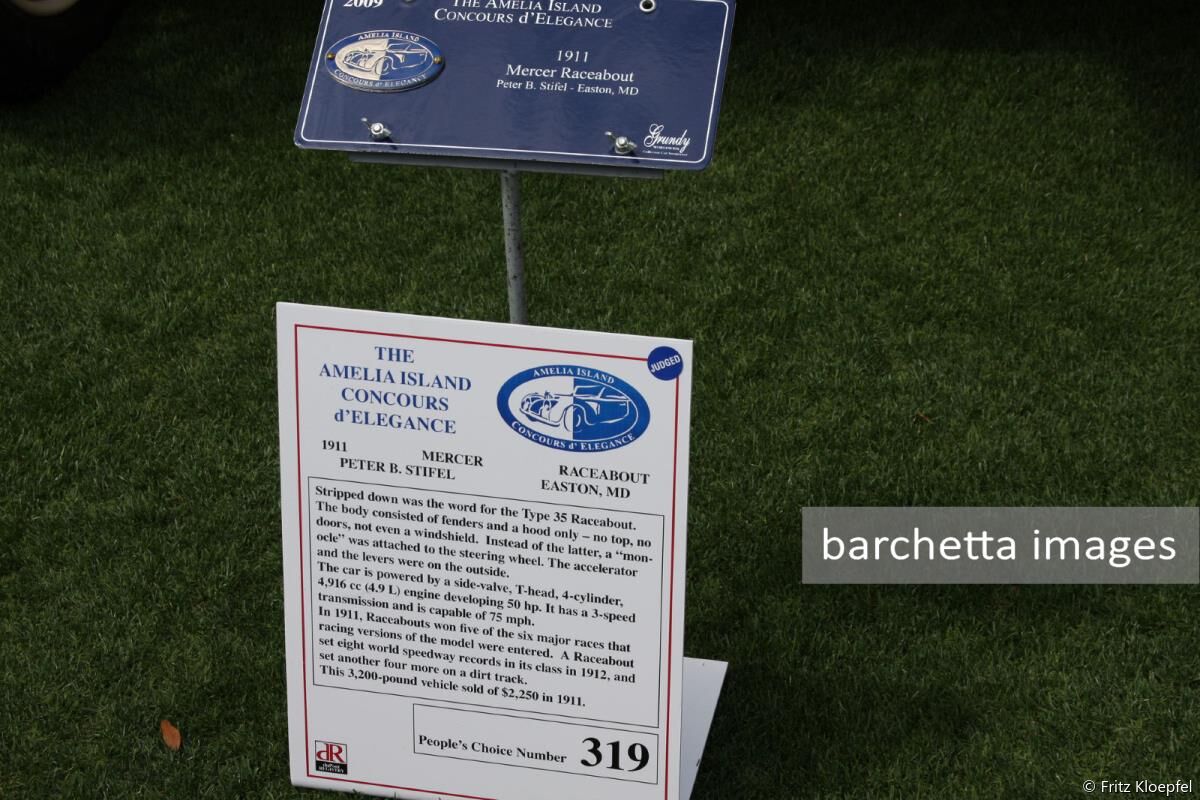 2009
THE AMELIA ISLAND
CONCOURS d'ELEGANCE
AMELIA ISLAND
CONCOURS d' ELEGANCE
1911
Mercer Raceabout
Peter B. Stifel - Easton, MD
Grundy
THE
AMELIA ISLAND
CONCOURS
d'ELEGANCE
AMELIA ISLAND
CONCOURS d' ELEGANCE
JUDGED
1911 MERCER RACEABOUT
PETER B. STIFEL EASTON, MD
Stripped down was the word for the Type 35 Raceabout.
The body consisted of fenders and a hood only – no top, no
doors, not even a windshield. Instead of the latter, a “mon-
ocle” was attached to the steering wheel. The accelerator
and the levers were on the outside.
The car is powered by a side-valve, T-head, 4-cylinder,
4,916 cc (4.9 L) engine developing 50 hp. It has a 3-speed
transmission and is capable of 75 mph.
In 1911, Raceabouts won five of the six major races that
racing versions of the model were entered. A Raceabout
set eight world speedway records in its class in 1912, and
set another four more on a dirt track.
This 3,200-pound vehicle sold of $2,250 in 1911.
People's Choice Number 319
dR
duPont
REGISTRY
barchetta images
© Fritz Kloepfel